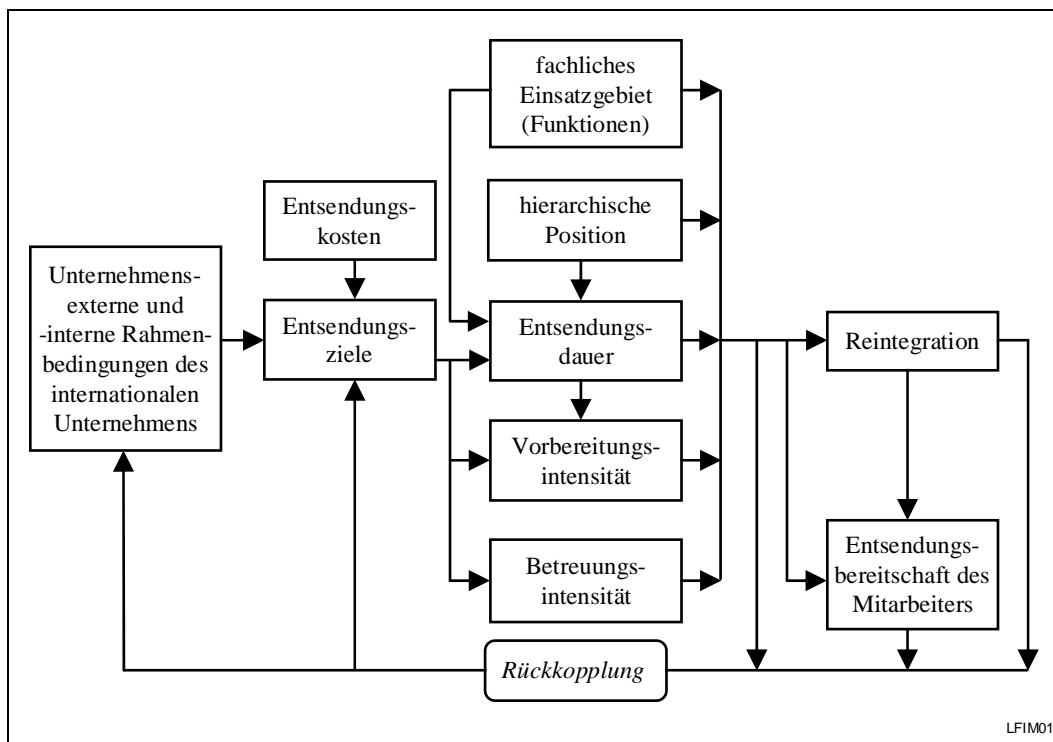 fachliches
Einsatzgebiet
(Funktionen)
Entsendungs-
kosten
hierarchische
Position
Unternehmens-
externe und
-interne Rahmen-
bedingungen des
internationalen
Unternehmens
Entsendungs-
ziele
Entsendungs-
dauer
Reintegration
Vorbereitungs-
intensität
Betreuungs-
intensität
Entsendungs-
bereitschaft des
Mitarbeiters
Rückkopplung
LFIM01